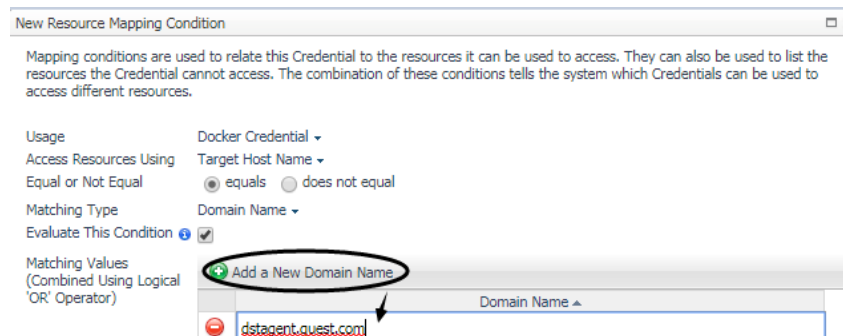 New Resource Mapping Condition
Mapping conditions are used to relate this Credential to the resources it can be used to access. They can also be used to list the
resources the Credential cannot access. The combination of these conditions tells the system which Credentials can be used to
access different resources.
Usage Docker Credential
Access Resources Using Target Host Name
Equal or Not Equal equals does not equal
Matching Type Domain Name
Evaluate This Condition
Matching Values
(Combined Using Logical
'OR' Operator)
Add a New Domain Name
Domain Name
dstagent.quest.com